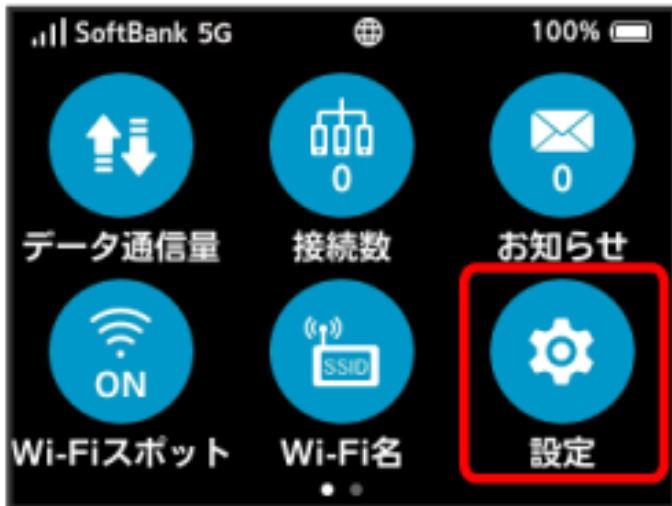 SoftBank 5G 100%
0 0
データ通信量 接続数 お知らせ
ON SSID
Wi-Fiスポット Wi-Fi名 設定